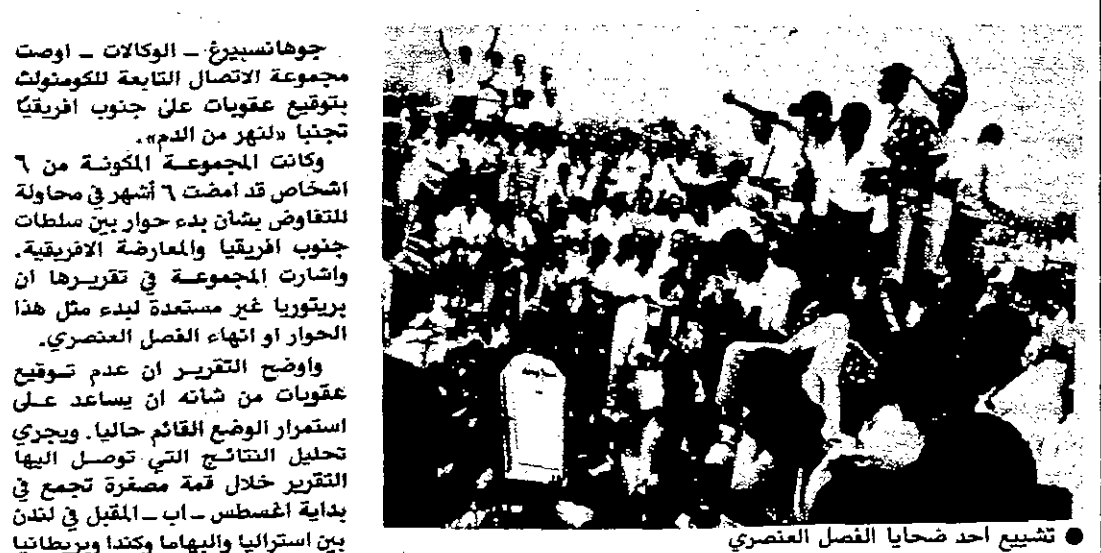 جوهانسبيرغ - الوكالات - اوصت
مجموعة الاتصال التابعة للكومنولث
بتوقيع عقوبات على جنوب افريقيا
تجنبا «لنهر من الدم».
وكانت المجموعة المكونة من ٦
اشخاص قد امضت ٦ أشهر في محاولة
للتفاوض بشان بدء حوار بين سلطات
جنوب افريقيا والمعارضة الافريقية.
واشارت المجموعة في تقريرها ان
بريتوريا غير مستعدة لبدء مثل هذا
الحوار او انهاء الفصل العنصري.
واوضح التقرير ان عدم توقيع
عقوبات من شانه ان يساعد على
استمرار الوضع القائم حاليا. ويجري
تحليل النتائج التي توصل اليها
التقرير خلال قمة مصغرة تجمع في
بداية اغسطس - اب - المقبل في لندن
بين استراليا والبهاما وكندا وبريطانيا
● تشييع احد ضحايا الفصل العنصري